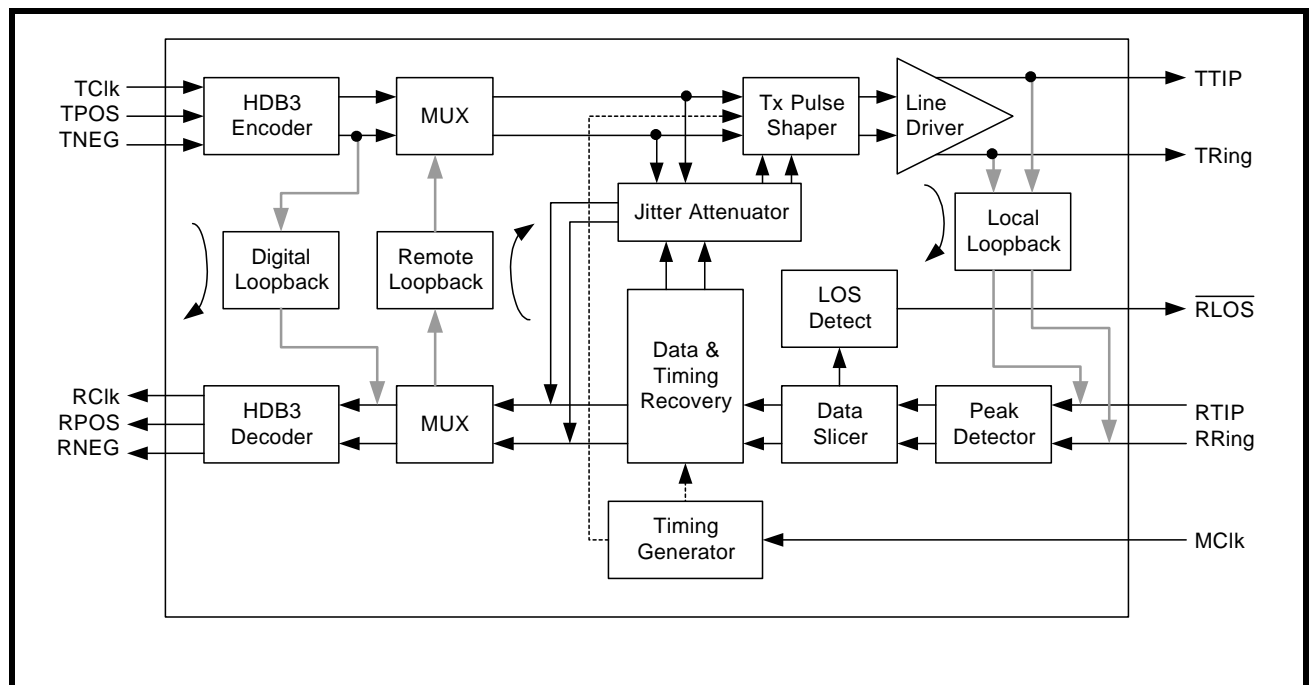 TClk
TPOS
TNEG
HDB3
Encoder
MUX
Tx Pulse
Shaper
Line
Driver
TTIP
TRing
Jitter Attenuator
Digital
Loopback
Remote
Loopback
Local
Loopback
LOS
Detect
RLOS
Data &
Timing
Recovery
RClk
RPOS
RNEG
HDB3
Decoder
MUX
Data
Slicer
Peak
Detector
RTIP
RRing
Timing
Generator
MClk